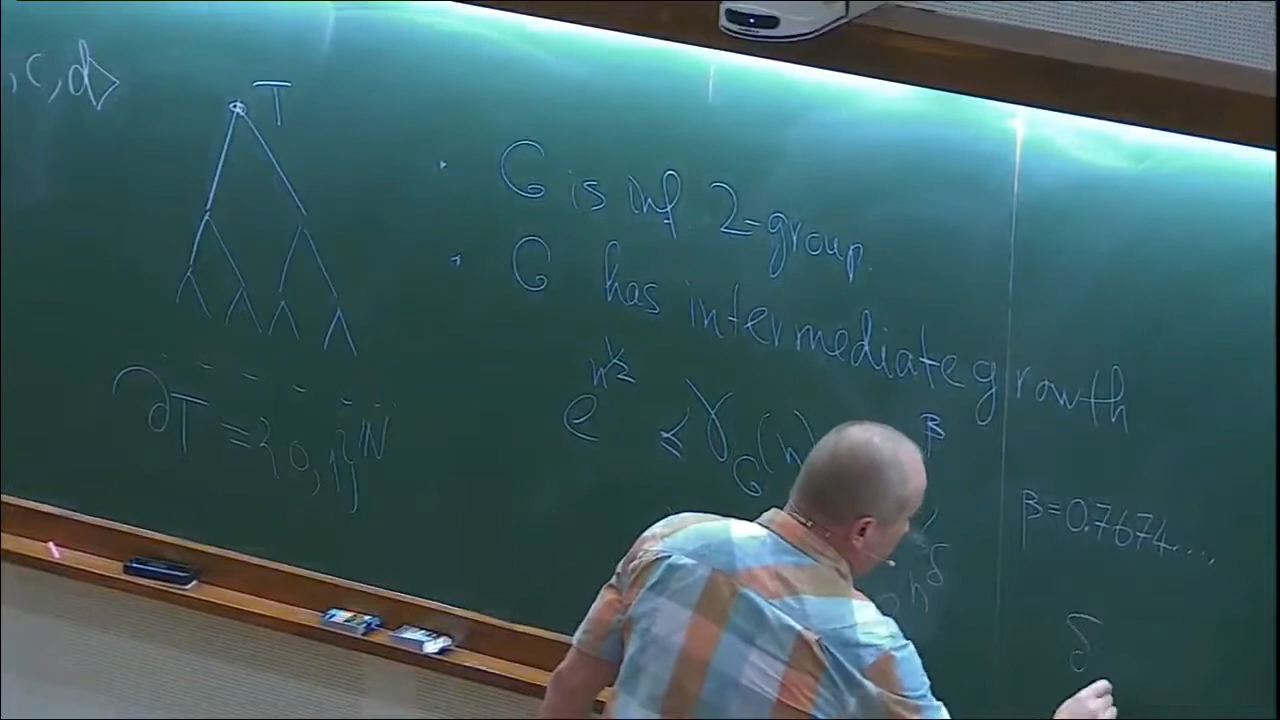 , c, d>
T
∂T = {0,1}^ℕ
· G is inf 2-group.
· G has intermediate growth
e^{n^{1/2}} ≤ γ_G(n)
β
n^δ
β = 0.7674....
δ